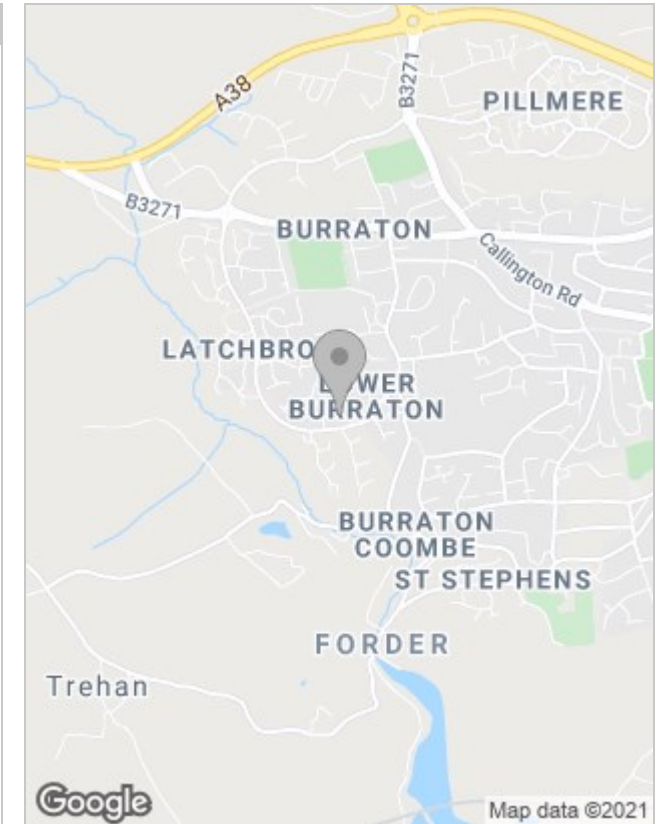 B3271
PILLMERE
A38
B3271
BURRATON
Callington Rd
LATCHBRO
LOWER
BURRATON
BURRATON
COOMBE
ST STEPHENS
FORDER
Trehan
Google
Map data ©2021